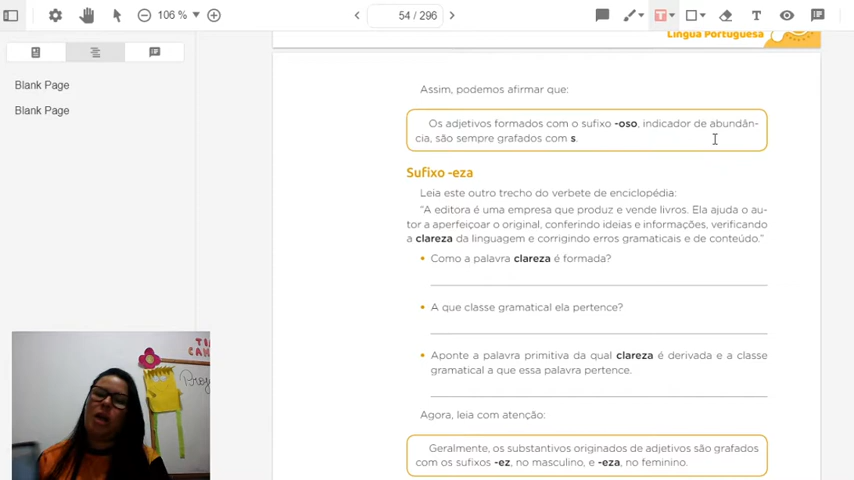 106 %
54 / 296
Língua Portuguesa
Blank Page
Blank Page
Assim, podemos afirmar que:
Os adjetivos formados com o sufixo -oso, indicador de abundân-
cia, são sempre grafados com s.
Sufixo -eza
Leia este outro trecho do verbete de enciclopédia:
“A editora é uma empresa que produz e vende livros. Ela ajuda o au-
tor a aperfeiçoar o original, conferindo ideias e informações, verificando
a clareza da linguagem e corrigindo erros gramaticais e de conteúdo.”
• Como a palavra clareza é formada?
• A que classe gramatical ela pertence?
• Aponte a palavra primitiva da qual clareza é derivada e a classe
gramatical a que essa palavra pertence.
Agora, leia com atenção:
Geralmente, os substantivos originados de adjetivos são grafados
com os sufixos -ez, no masculino, e -eza, no feminino.